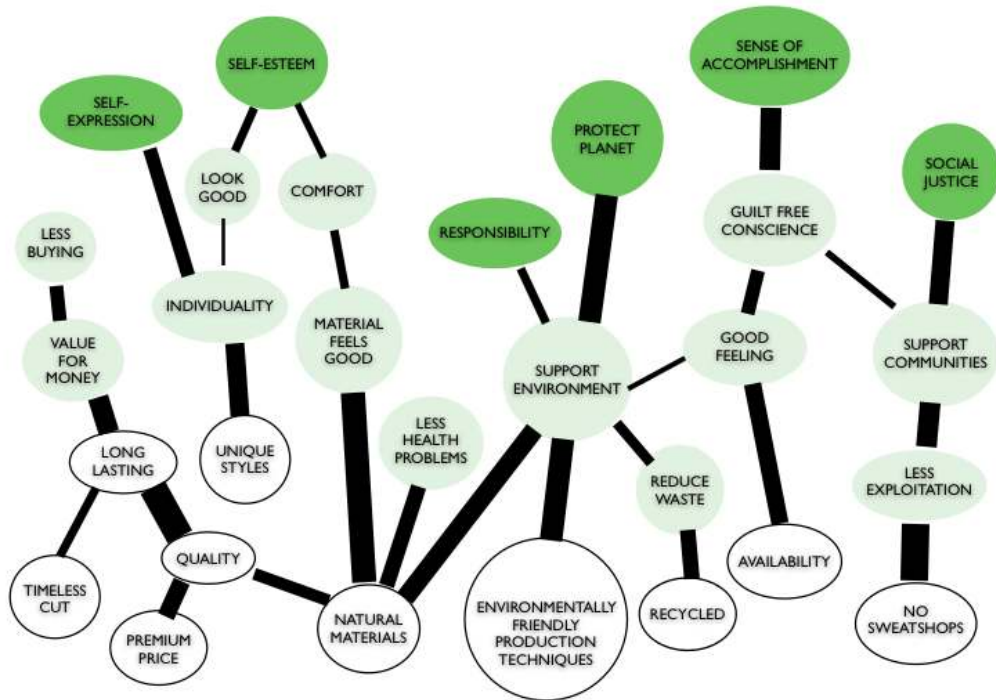 SELF-ESTEEM
SENSE OF
ACCOMPLISHMENT
SELF-
EXPRESSION
PROTECT
PLANET
SOCIAL
JUSTICE
LOOK
GOOD
COMFORT
GUILT FREE
CONSCIENCE
RESPONSIBILITY
LESS
BUYING
INDIVIDUALITY
MATERIAL
FEELS
GOOD
VALUE
FOR
MONEY
SUPPORT
ENVIRONMENT
GOOD
FEELING
SUPPORT
COMMUNITIES
LONG
LASTING
UNIQUE
STYLES
LESS
HEALTH
PROBLEMS
REDUCE
WASTE
LESS
EXPLOITATION
QUALITY
AVAILABILITY
TIMELESS
CUT
PREMIUM
PRICE
NATURAL
MATERIALS
ENVIRONMENTALLY
FRIENDLY
PRODUCTION
TECHNIQUES
RECYCLED
NO
SWEATSHOPS